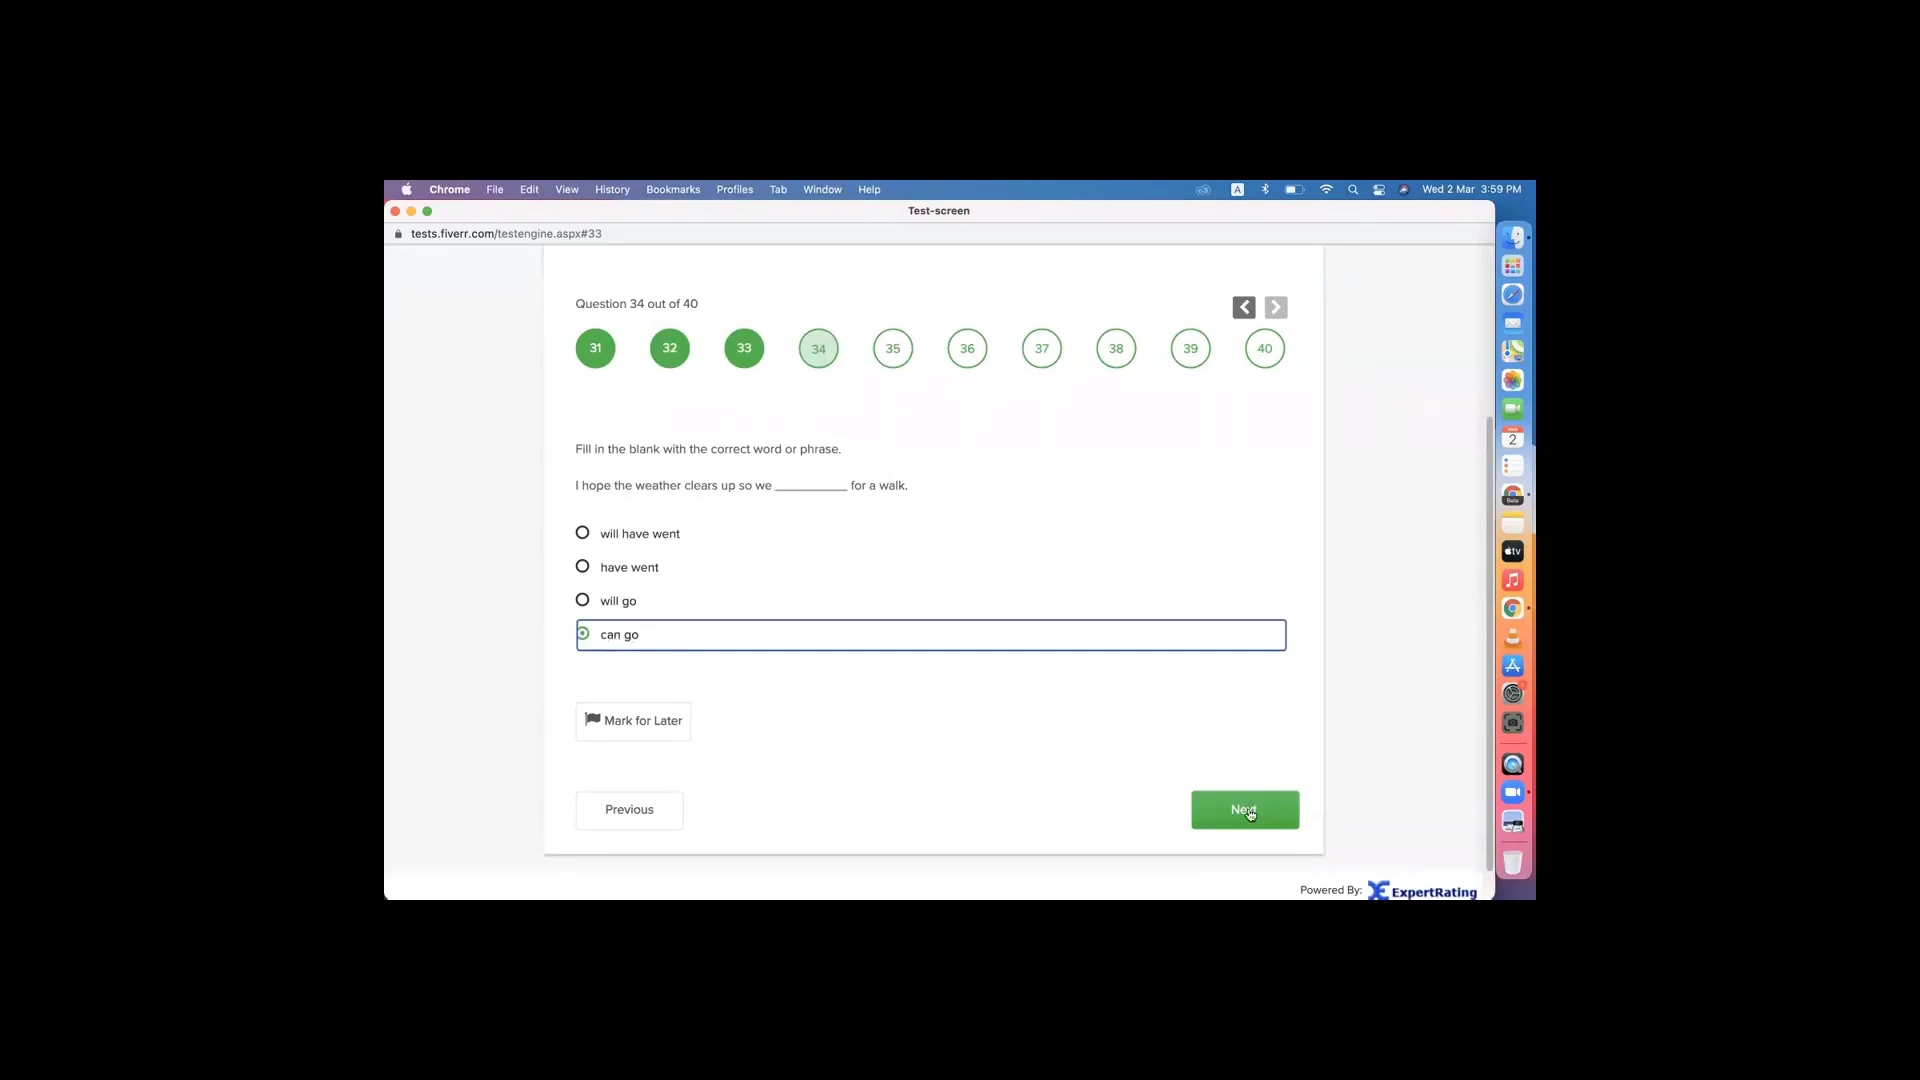 Chrome File Edit View History Bookmarks Profiles Tab Window Help A Wed 2 Mar 3:59 PM
Test-screen
tests.fiverr.com/testengine.aspx#33
Question 34 out of 40
31 32 33 34 35 36 37 38 39 40
Fill in the blank with the correct word or phrase.
I hope the weather clears up so we ___________ for a walk.
will have went
have went
will go
can go
Mark for Later
Previous
Next
Powered By: ExpertRating
2
tv